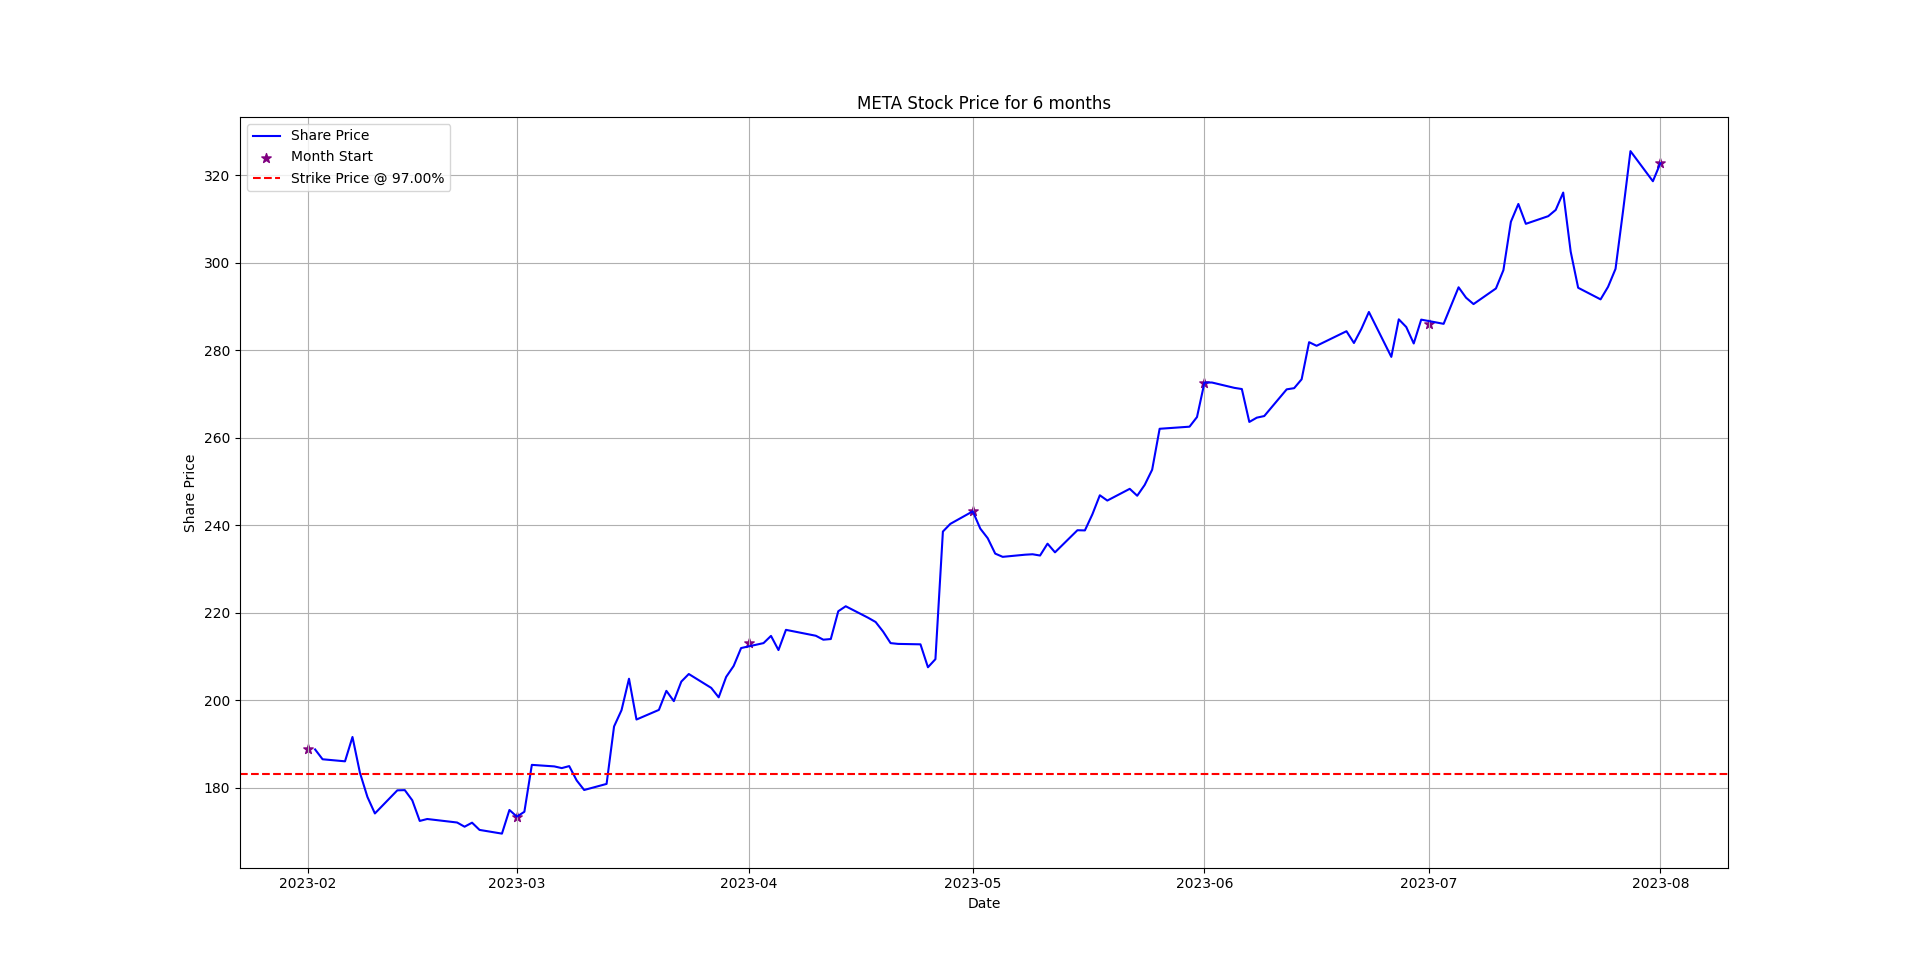 META Stock Price for 6 months
Share Price
Month Start
Strike Price @ 97.00%
320
300
280
260
240
220
200
180
Share Price
2023-02 2023-03 2023-04 2023-05 2023-06 2023-07 2023-08
Date